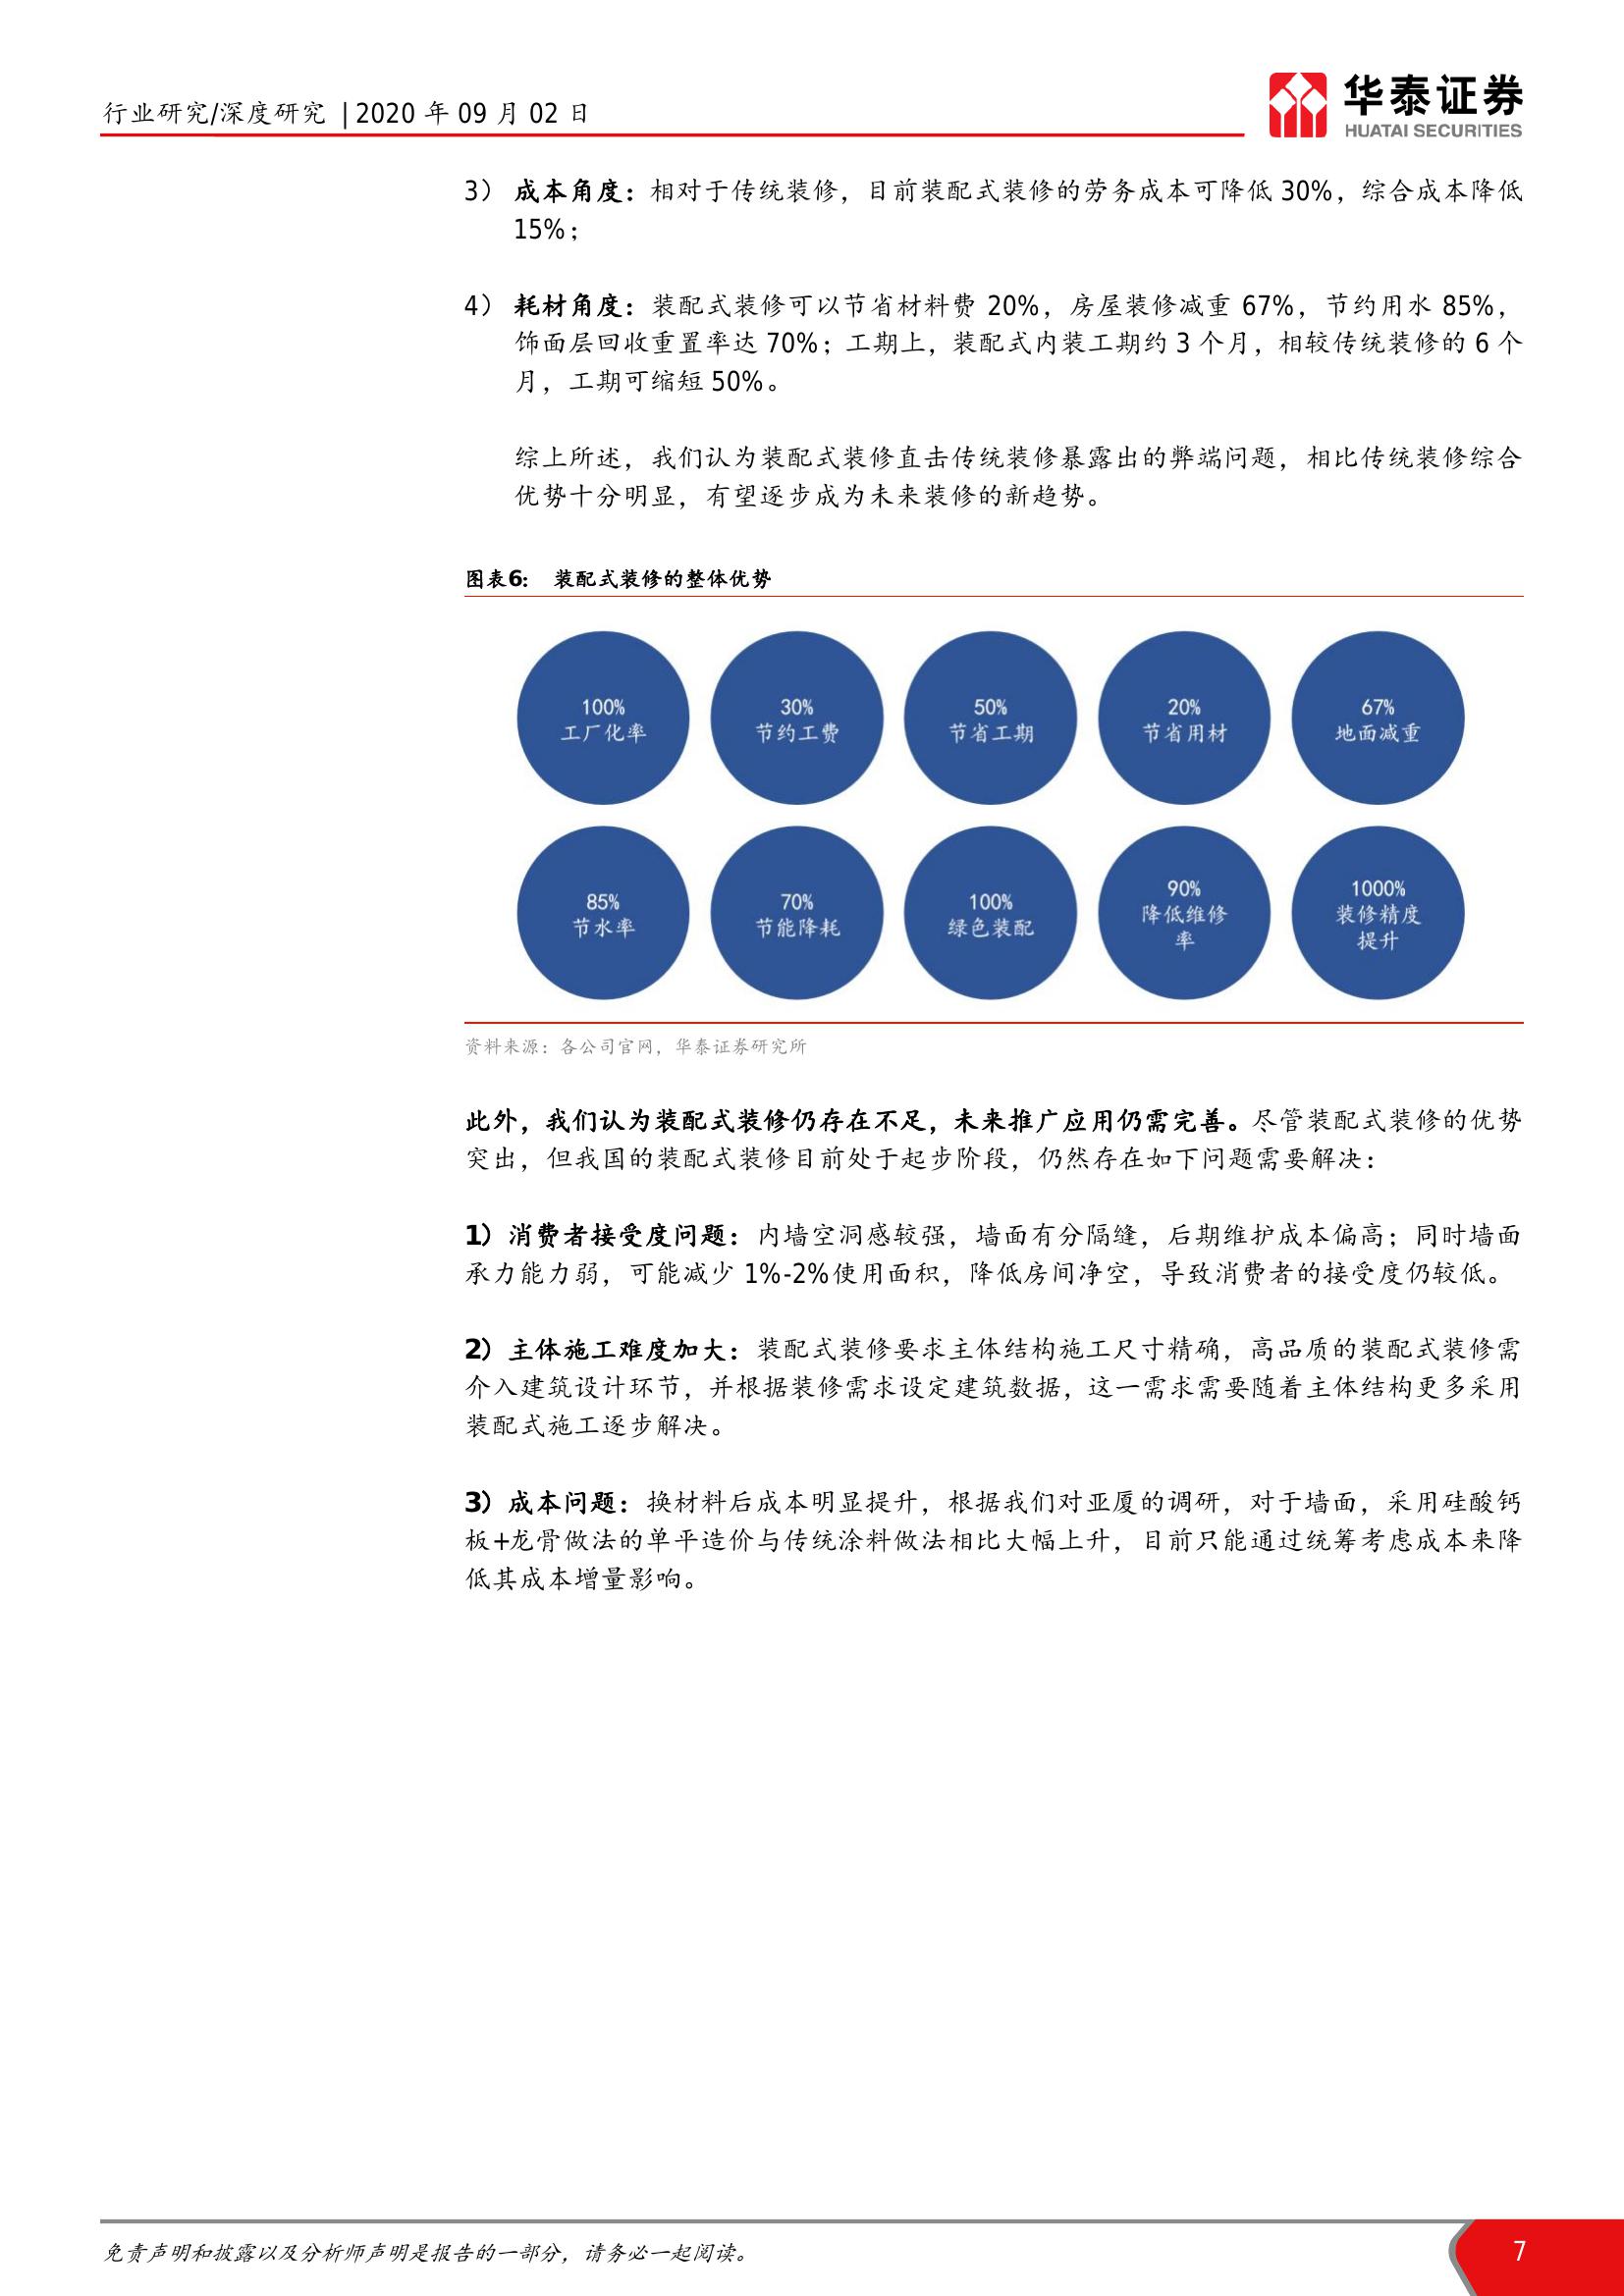 行业研究/深度研究 | 2020 年 09 月 02 日
华泰证券
HUATAI SECURITIES
3） 成本角度：相对于传统装修，目前装配式装修的劳务成本可降低 30%，综合成本降低
15%；
4） 耗材角度：装配式装修可以节省材料费 20%，房屋装修减重 67%，节约用水 85%，
饰面层回收重置率达 70%；工期上，装配式内装工期约 3 个月，相较传统装修的 6 个
月，工期可缩短 50%。
综上所述，我们认为装配式装修直击传统装修暴露出的弊端问题，相比传统装修综合
优势十分明显，有望逐步成为未来装修的新趋势。
图表6： 装配式装修的整体优势
100%
工厂化率
30%
节约工费
50%
节省工期
20%
节省用材
67%
地面减重
85%
节水率
70%
节能降耗
100%
绿色装配
90%
降低维修
率
1000%
装修精度
提升
资料来源：各公司官网，华泰证券研究所
此外，我们认为装配式装修仍存在不足，未来推广应用仍需完善。尽管装配式装修的优势
突出，但我国的装配式装修目前处于起步阶段，仍然存在如下问题需要解决：
1）消费者接受度问题：内墙空洞感较强，墙面有分隔缝，后期维护成本偏高；同时墙面
承力能力弱，可能减少 1%-2%使用面积，降低房间净空，导致消费者的接受度仍较低。
2）主体施工难度加大：装配式装修要求主体结构施工尺寸精确，高品质的装配式装修需
介入建筑设计环节，并根据装修需求设定建筑数据，这一需求需要随着主体结构更多采用
装配式施工逐步解决。
3）成本问题：换材料后成本明显提升，根据我们对亚厦的调研，对于墙面，采用硅酸钙
板+龙骨做法的单平造价与传统涂料做法相比大幅上升，目前只能通过统筹考虑成本来降
低其成本增量影响。
免责声明和披露以及分析师声明是报告的一部分，请务必一起阅读。
7